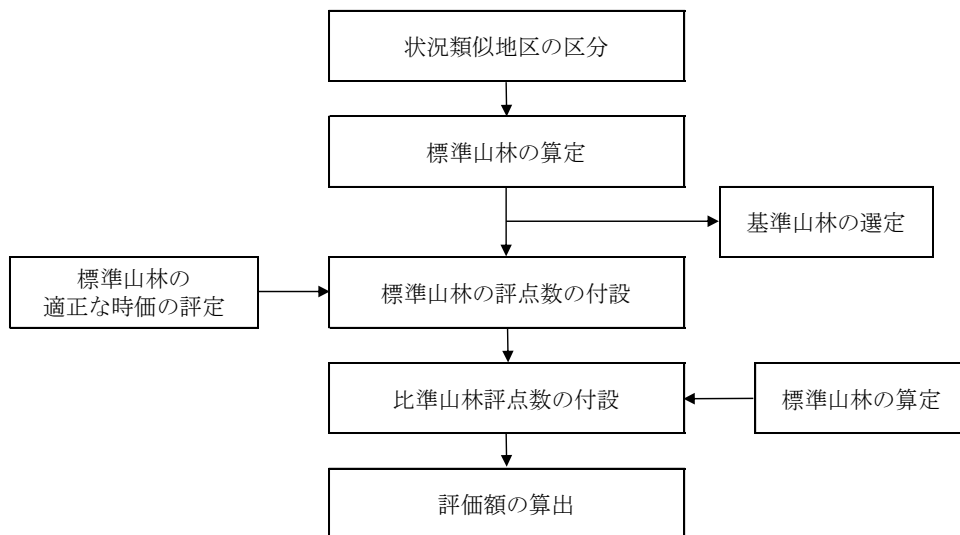 状況類似地区の区分
標準山林の算定
基準山林の選定
標準山林の
適正な時価の評定
標準山林の評点数の付設
比準山林評点数の付設
標準山林の算定
評価額の算出